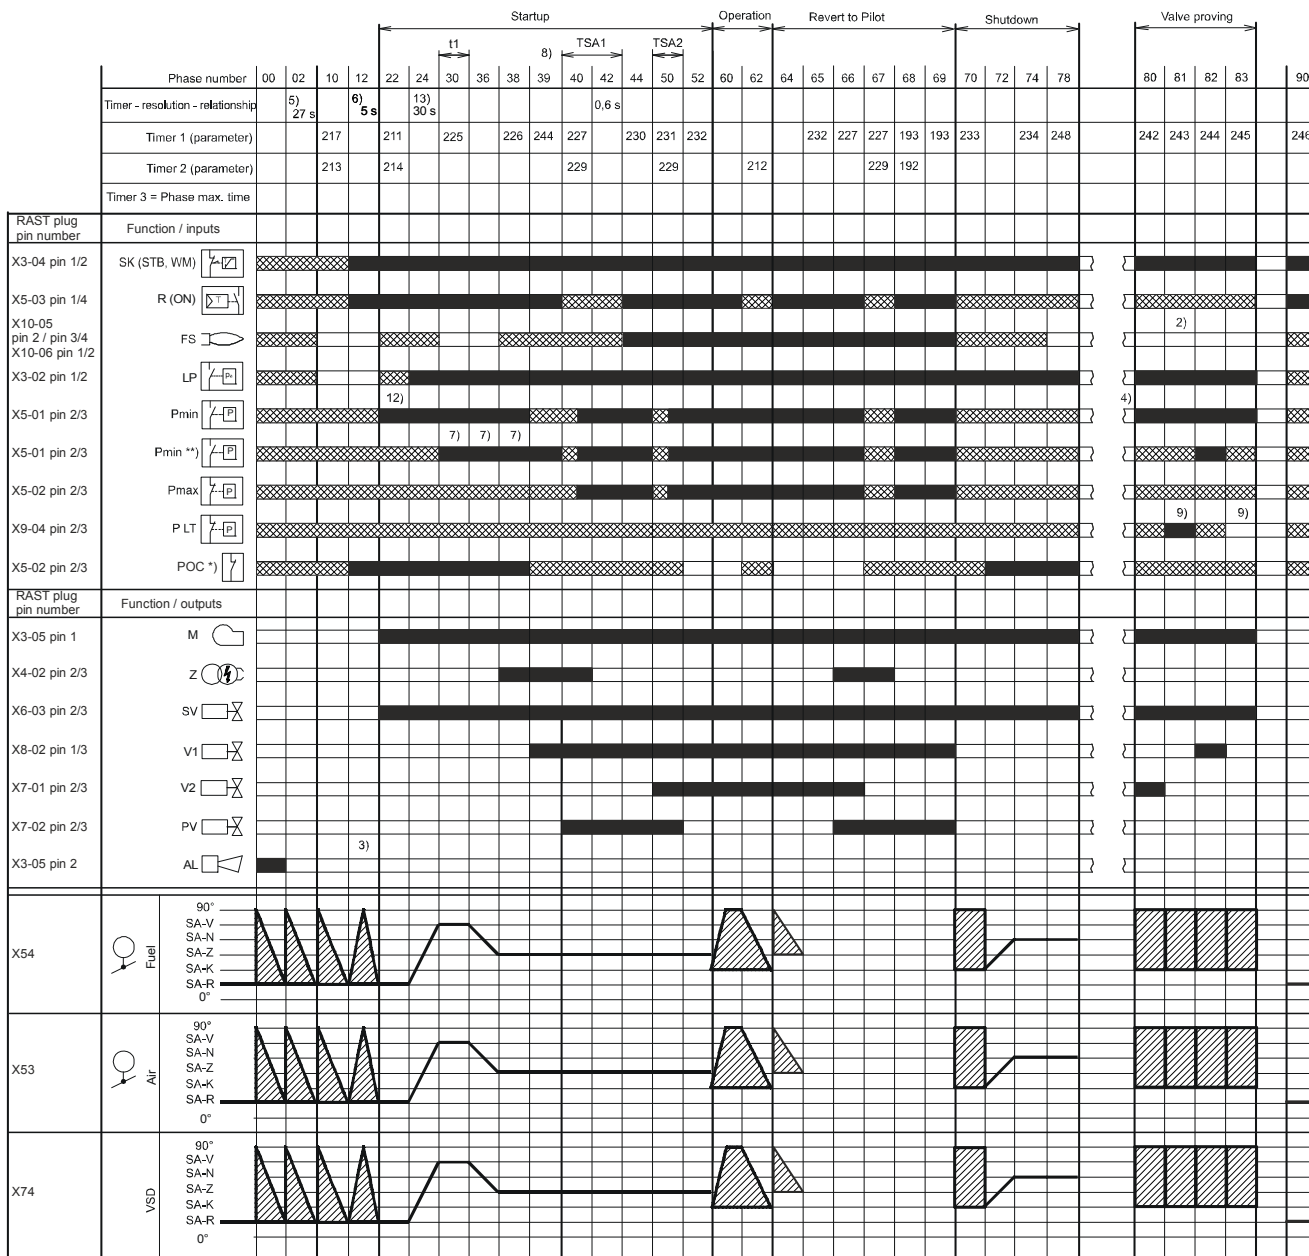 Startup Operation Revert to Pilot Shutdown Valve proving
t1 8) TSA1 TSA2
Phase number 00 02 10 12 22 24 30 36 38 39 40 42 44 50 52 60 62 64 65 66 67 68 69 70 72 74 78 80 81 82 83 90
Timer - resolution - relationship 5) 27 s 6) 5 s 13) 30 s 0,6 s
Timer 1 (parameter) 217 211 225 226 244 227 230 231 232 232 227 227 193 193 233 234 248 242 243 244 245 246
Timer 2 (parameter) 213 214 229 229 212 229 192
Timer 3 = Phase max. time
RAST plug pin number Function / inputs
X3-04 pin 1/2 SK (STB, WM)
X5-03 pin 1/4 R (ON) T
X10-05
pin 2 / pin 3/4 FS 2)
X10-06 pin 1/2
X3-02 pin 1/2 LP
12) 4)
X5-01 pin 2/3 Pmin P
7) 7) 7)
X5-01 pin 2/3 Pmin **) P
X5-02 pin 2/3 Pmax P
9) 9)
X9-04 pin 2/3 P LT P
X5-02 pin 2/3 POC *)
RAST plug pin number Function / outputs
X3-05 pin 1 M
X4-02 pin 2/3 Z
X6-03 pin 2/3 SV
X8-02 pin 1/3 V1
X7-01 pin 2/3 V2
X7-02 pin 2/3 PV
3)
X3-05 pin 2 AL
X54 Fuel
90°
SA-V
SA-N
SA-Z
SA-K
SA-R
0°
X53 Air
90°
SA-V
SA-N
SA-Z
SA-K
SA-R
0°
X74 VSD
90°
SA-V
SA-N
SA-Z
SA-K
SA-R
0°